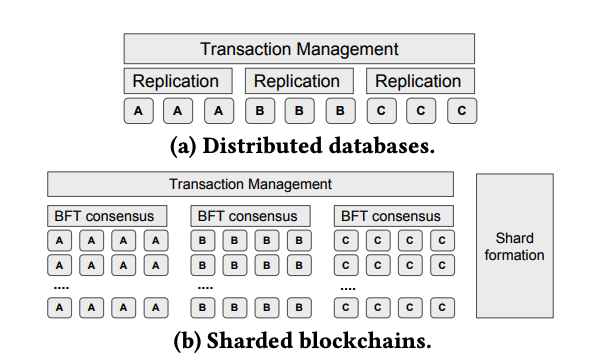 Transaction Management
Replication Replication Replication
A A A B B B C C C
(a) Distributed databases.
Transaction Management
BFT consensus BFT consensus BFT consensus
A A A A B B B B C C C C
A A A A B B B B C C C C
.... .... ....
A A A A B B B B C C C C
Shard
formation
(b) Sharded blockchains.